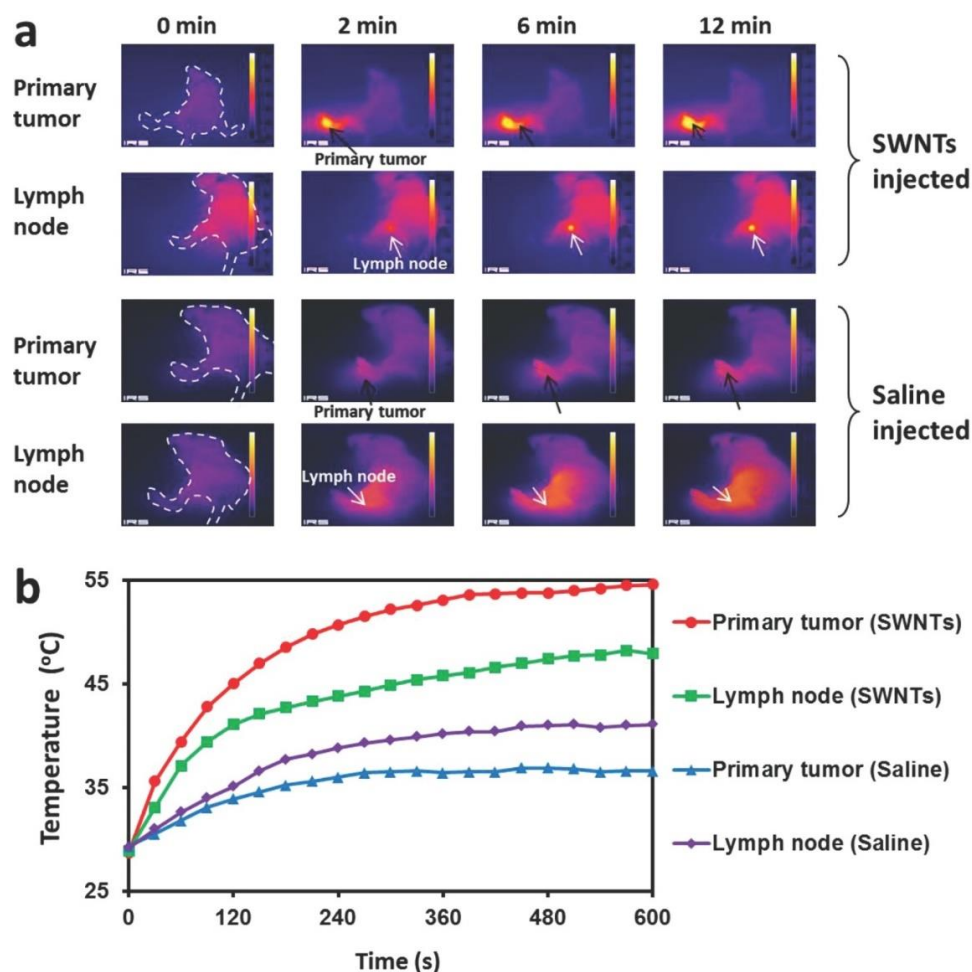 a
0 min 2 min 6 min 12 min
Primary
tumor
Primary tumor
Lymph
node
Lymph node
SWNTs
injected
Primary
tumor
Primary tumor
Lymph
node
Lymph node
Saline
injected
b
Temperature (°C)
55
45
35
25
0 120 240 360 480 600
Time (s)
Primary tumor (SWNTs)
Lymph node (SWNTs)
Primary tumor (Saline)
Lymph node (Saline)